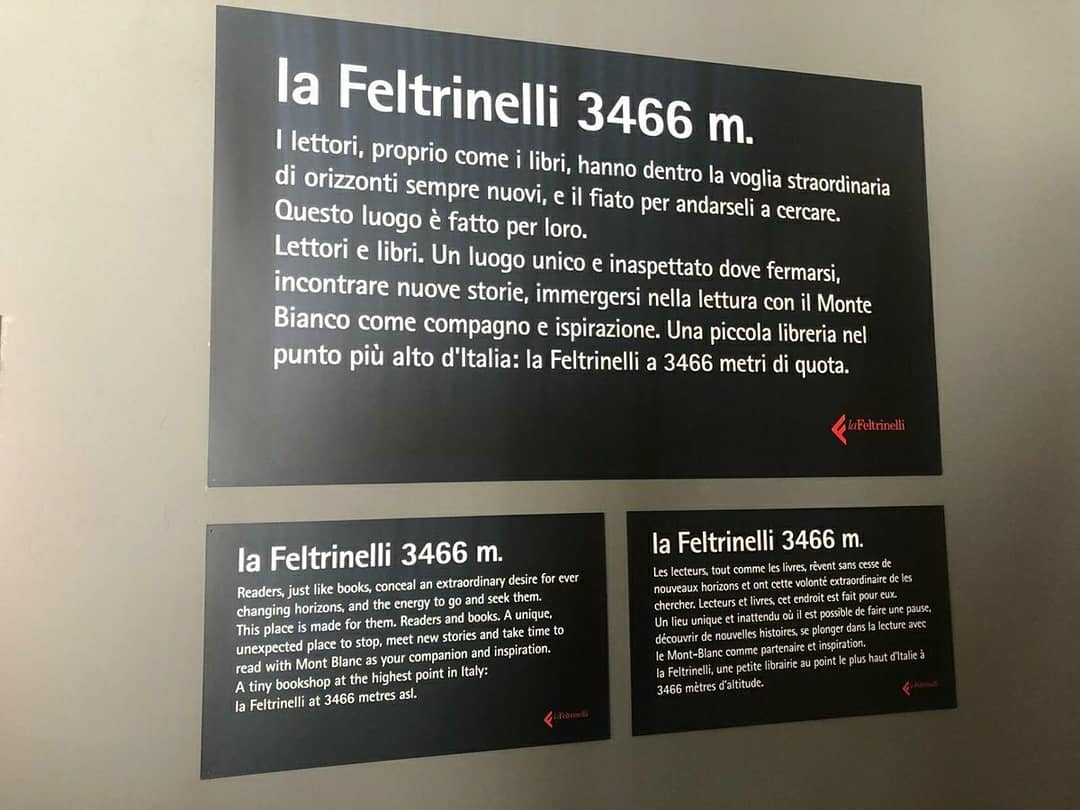 la Feltrinelli 3466 m.
I lettori, proprio come i libri, hanno dentro la voglia straordinaria
di orizzonti sempre nuovi, e il fiato per andarseli a cercare.
Questo luogo è fatto per loro.
Lettori e libri. Un luogo unico e inaspettato dove fermarsi,
incontrare nuove storie, immergersi nella lettura con il Monte
Bianco come compagno e ispirazione. Una piccola libreria nel
punto più alto d'Italia: la Feltrinelli a 3466 metri di quota.
laFeltrinelli
la Feltrinelli 3466 m.
Readers, just like books, conceal an extraordinary desire for ever
changing horizons, and the energy to go and seek them.
This place is made for them. Readers and books. A unique,
unexpected place to stop, meet new stories and take time to
read with Mont Blanc as your companion and inspiration.
A tiny bookshop at the highest point in Italy:
la Feltrinelli at 3466 metres asl.
laFeltrinelli
la Feltrinelli 3466 m.
Les lecteurs, tout comme les livres, rêvent sans cesse de
nouveaux horizons et ont cette volonté extraordinaire de les
chercher. Lecteurs et livres, cet endroit est fait pour eux.
Un lieu unique et inattendu où il est possible de faire une pause,
découvrir de nouvelles histoires, se plonger dans la lecture avec
le Mont-Blanc comme partenaire et inspiration.
la Feltrinelli, une petite librairie au point le plus haut d'Italie à
3466 mètres d'altitude.
laFeltrinelli